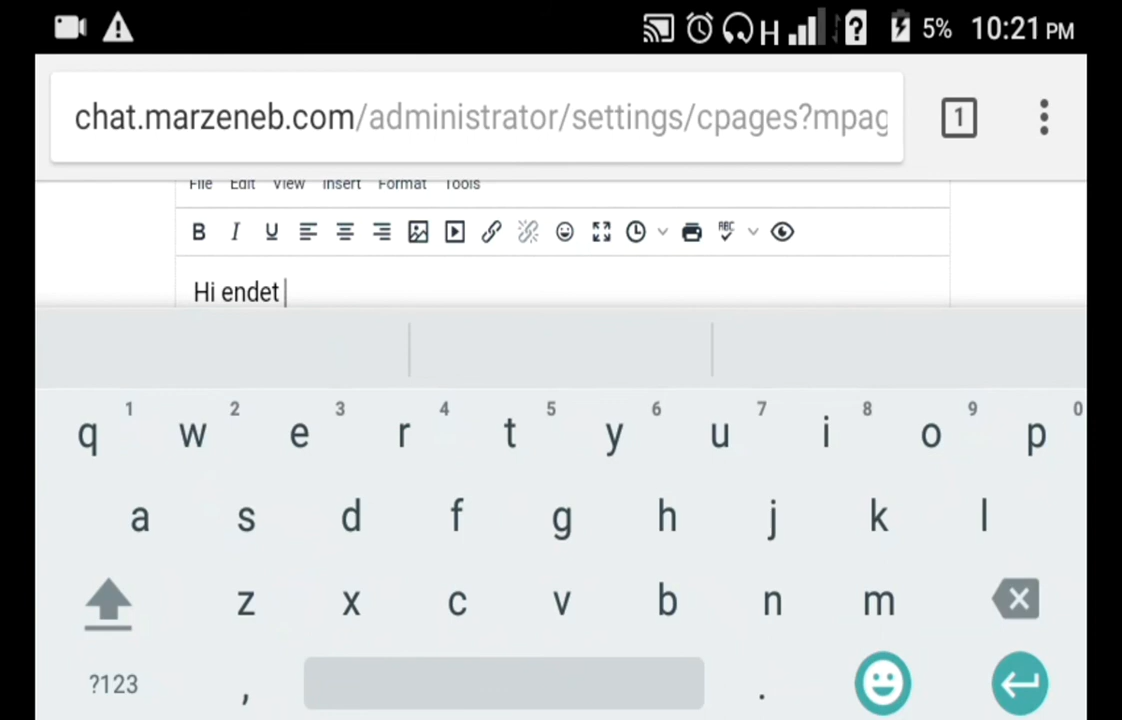 5% 10:21 PM
chat.marzeneb.com/administrator/settings/cpages?mpag
1
File Edit View Insert Format Tools
B I U ABC
Hi endet
1 2 3 4 5 6 7 8 9 0
q w e r t y u i o p
a s d f g h j k l
z x c v b n m
?123 , .